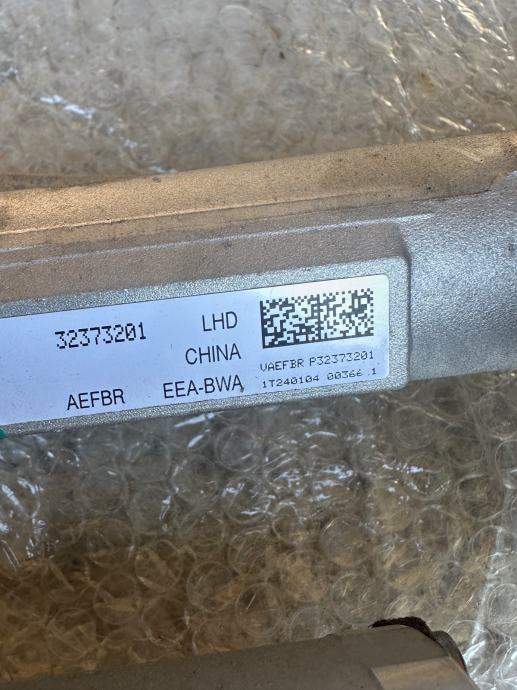 32373201
LHD
CHINA
AEFBR
EEA-BWA
VAEFBR P32373201
1T240104 00366 1